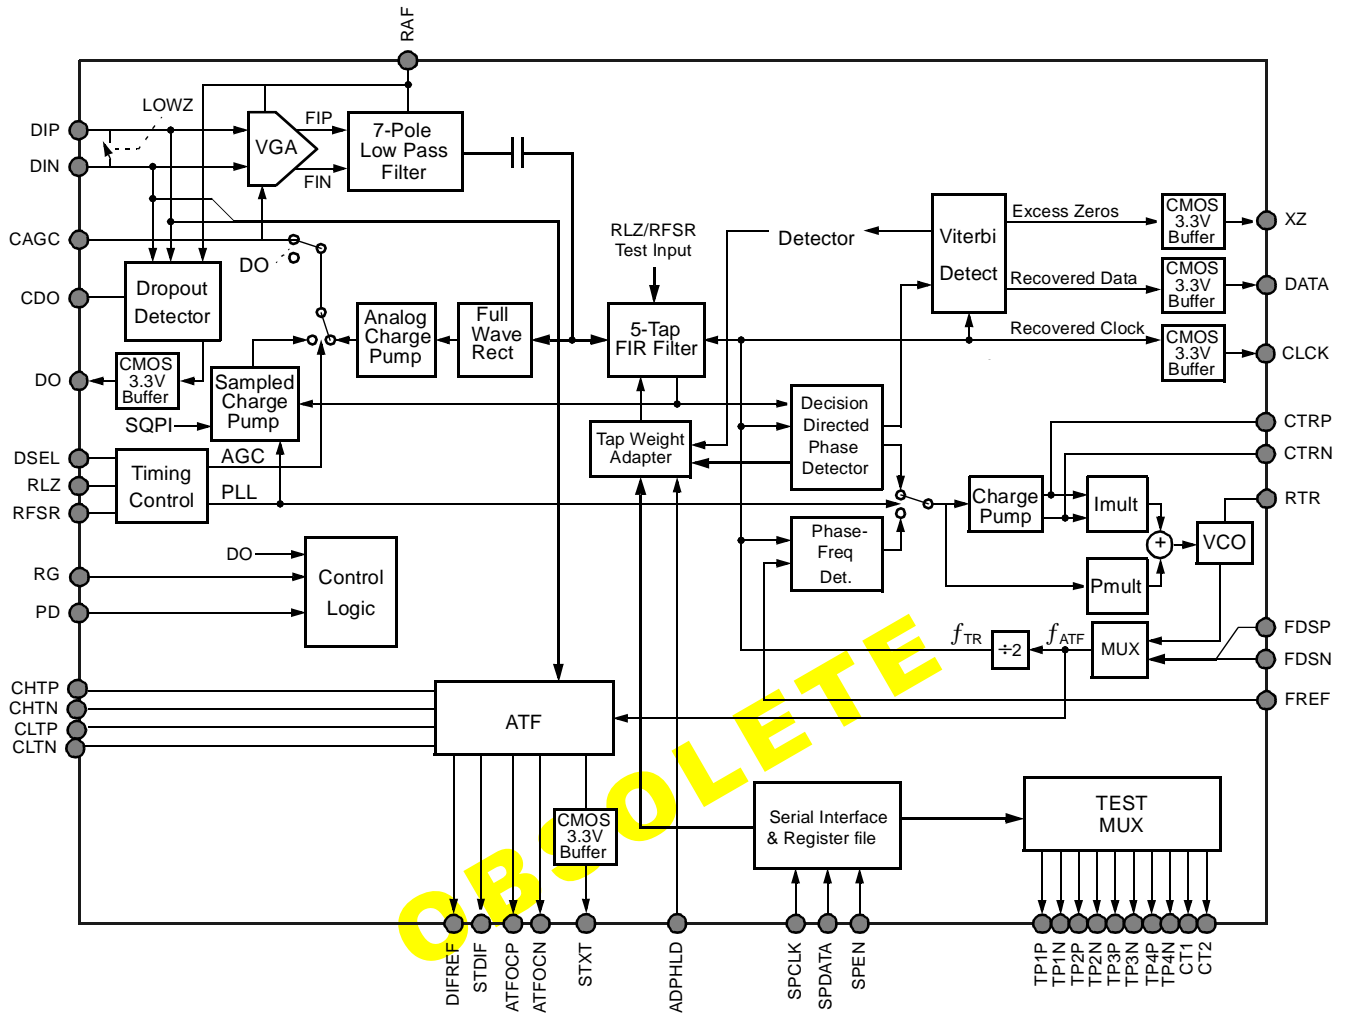 RAF
LOWZ
DIP
DIN
VGA
FIP
FIN
7-Pole
Low Pass
Filter
CAGC
DO
CDO
Dropout
Detector
DO
CMOS
3.3V
Buffer
Sampled
Charge
Pump
SQPI
Analog
Charge
Pump
Full
Wave
Rect
RLZ/RFSR
Test Input
5-Tap
FIR Filter
Detector
Viterbi
Detect
Excess Zeros
CMOS
3.3V
Buffer
XZ
Recovered Data
CMOS
3.3V
Buffer
DATA
Recovered Clock
CMOS
3.3V
Buffer
CLCK
Tap Weight
Adapter
Decision
Directed
Phase
Detector
DSEL
RLZ
RFSR
Timing
Control
AGC
PLL
CTRP
CTRN
RTR
Charge
Pump
Imult
Pmult
+
VCO
Phase-
Freq
Det.
DO
RG
PD
Control
Logic
fTR
÷2
fATF
MUX
FDSP
FDSN
FREF
CHTP
CHTN
CLTP
CLTN
ATF
CMOS
3.3V
Buffer
Serial Interface
& Register file
TEST
MUX
OBSOLETE
DIFREF
STDIF
ATFOCP
ATFOCN
STXT
ADPHLD
SPCLK
SPDATA
SPEN
TP1P
TP1N
TP2P
TP2N
TP3P
TP3N
TP4P
TP4N
CT1
CT2